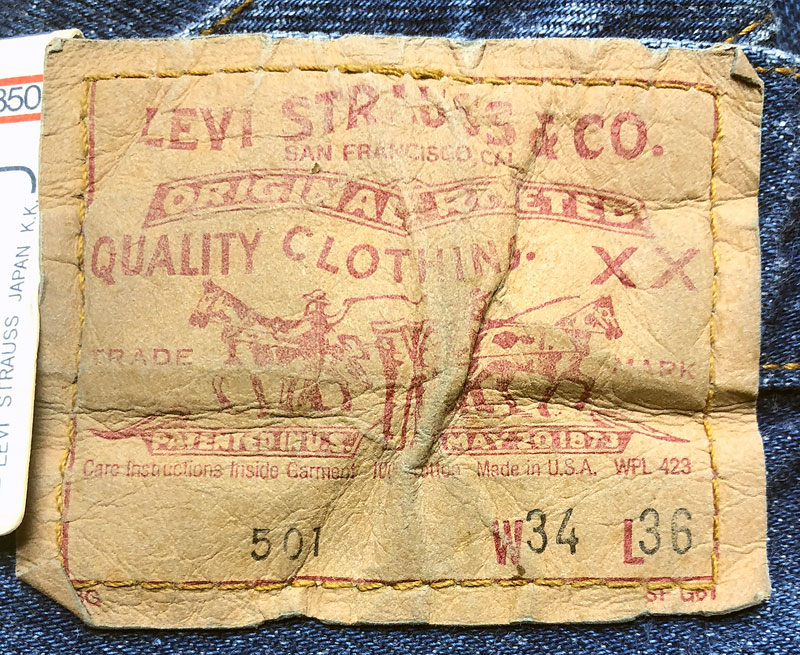 LEVI STRAUSS & CO.
SAN FRANCISCO, CAL.
ORIGINAL RIVETED
QUALITY CLOTHING.
XX
TRADE MARK
PATENTED IN U.S. MAY 20 1873
Care Instructions Inside Garment 100% Cotton Made in U.S.A. WPL 423
501 W34 L36
850
LEVI STRAUSS JAPAN K.K.